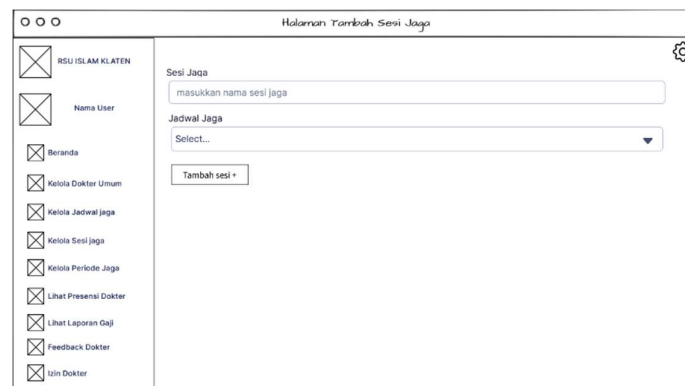 Halaman Tambah Sesi Jaga
RSU ISLAM KLATEN
Nama User
Beranda
Kelola Dokter Umum
Kelola Jadwal jaga
Kelola Sesi jaga
Kelola Periode Jaga
Lihat Presensi Dokter
Lihat Laporan Gaji
Feedback Dokter
Izin Dokter
Sesi Jaga
masukkan nama sesi jaga
Jadwal Jaga
Select...
Tambah sesi +